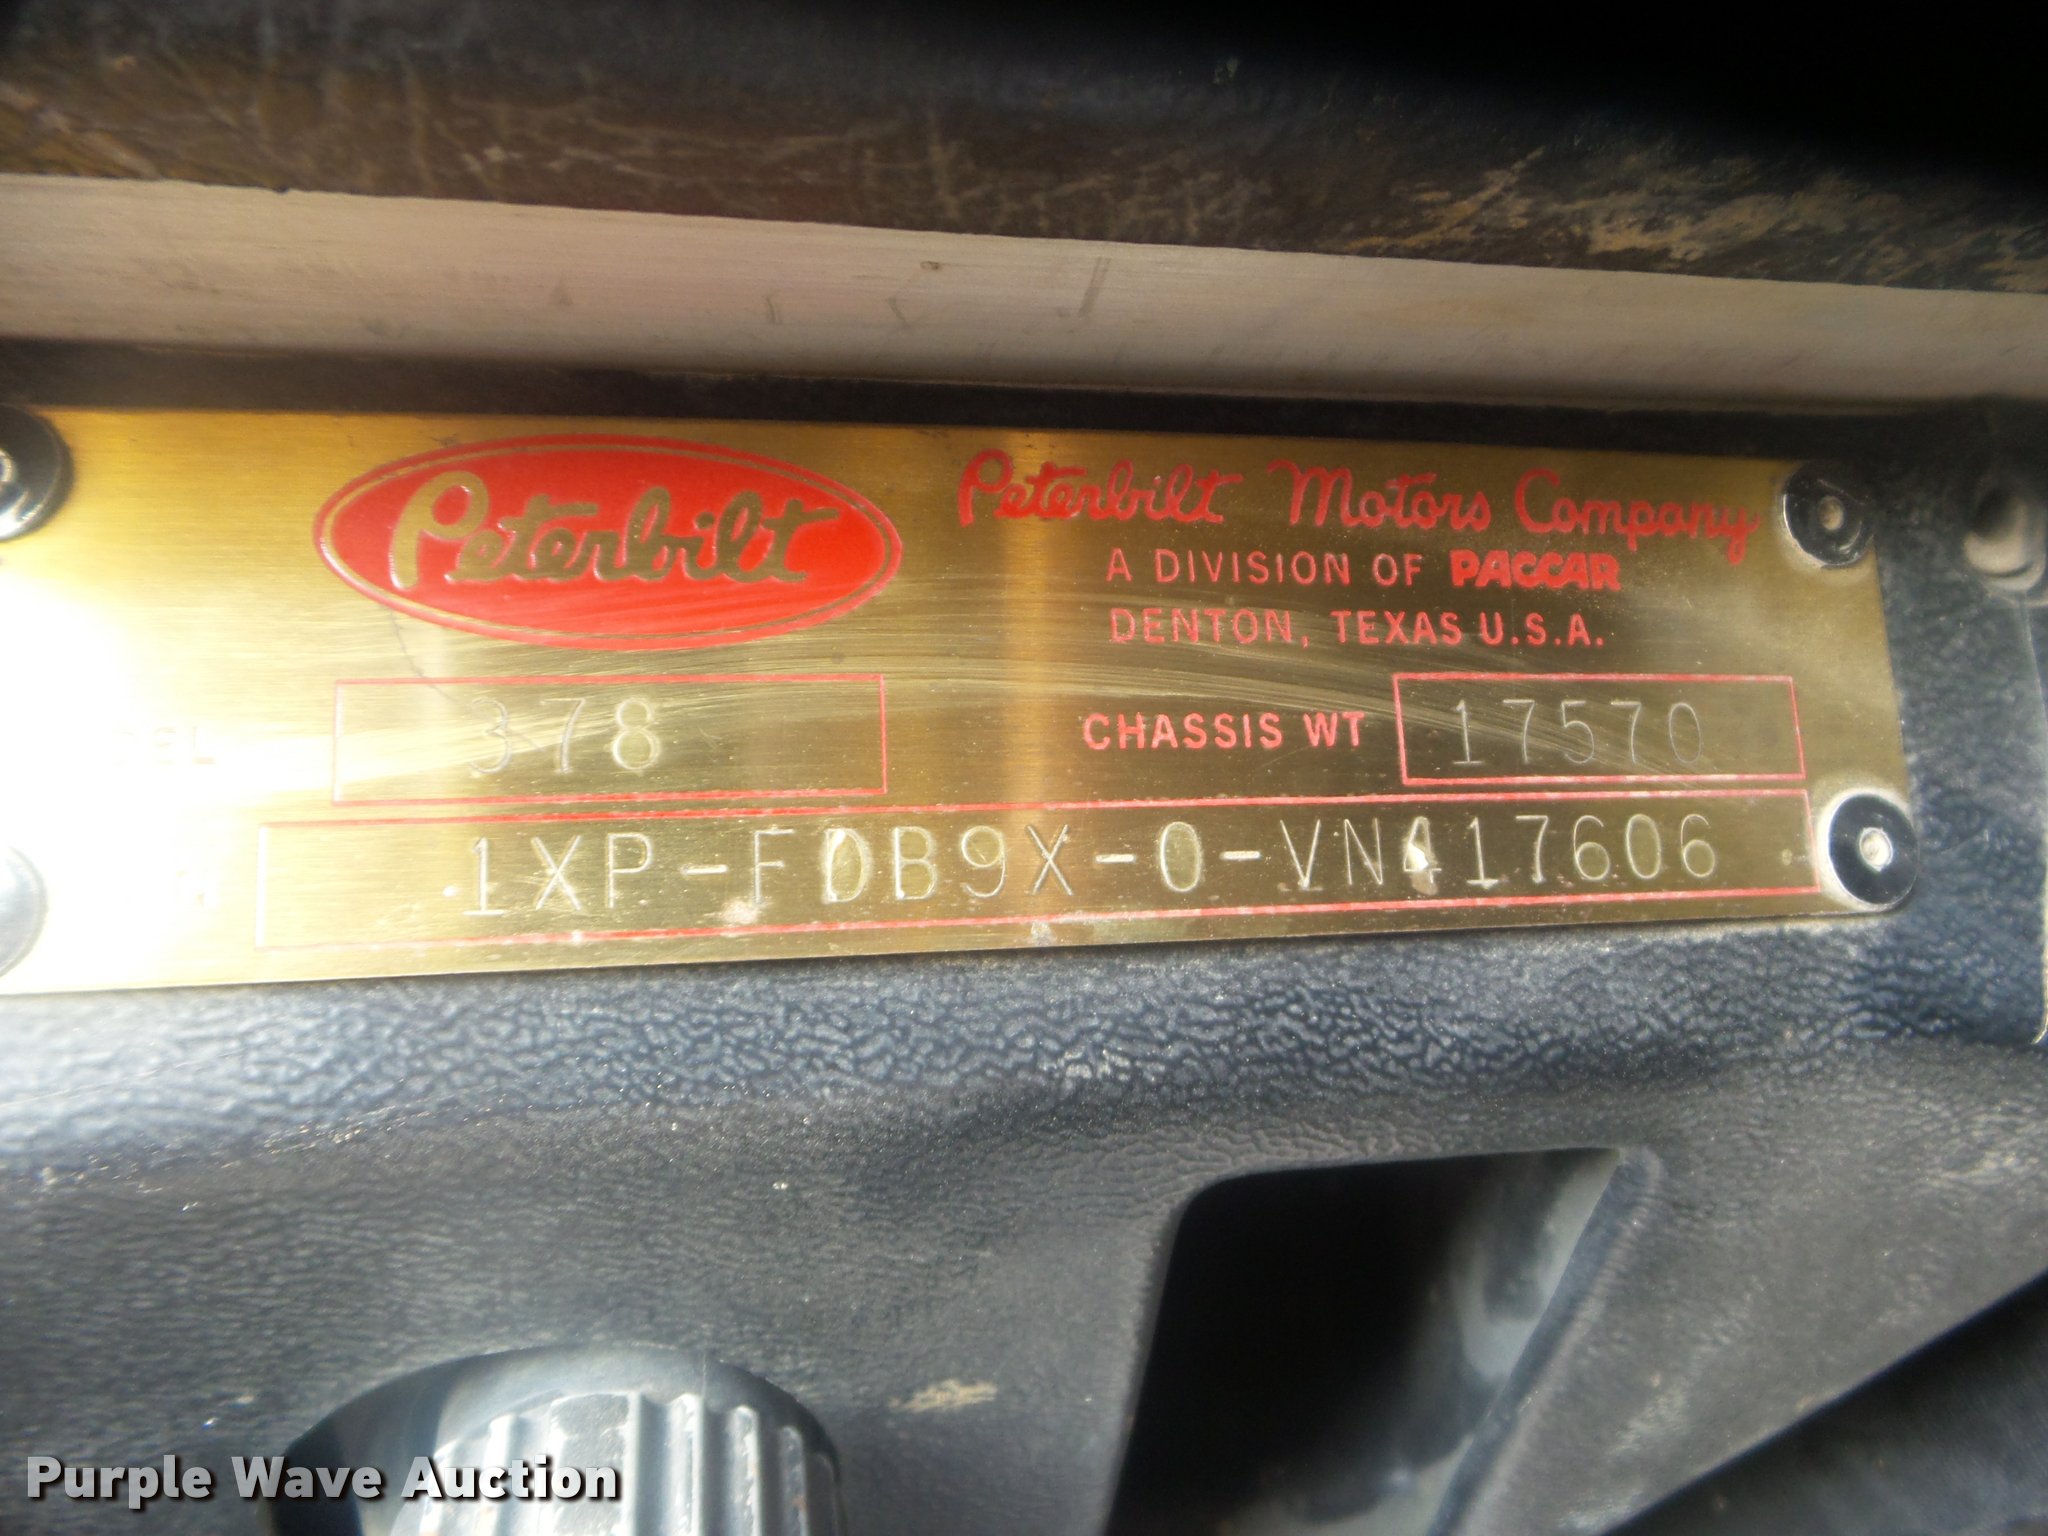 Peterbilt
Peterbilt Motors Company
A DIVISION OF PACCAR
DENTON, TEXAS U.S.A.
378
CHASSIS WT 17570
1XP-FDB9X-0-VN417606
Purple Wave Auction